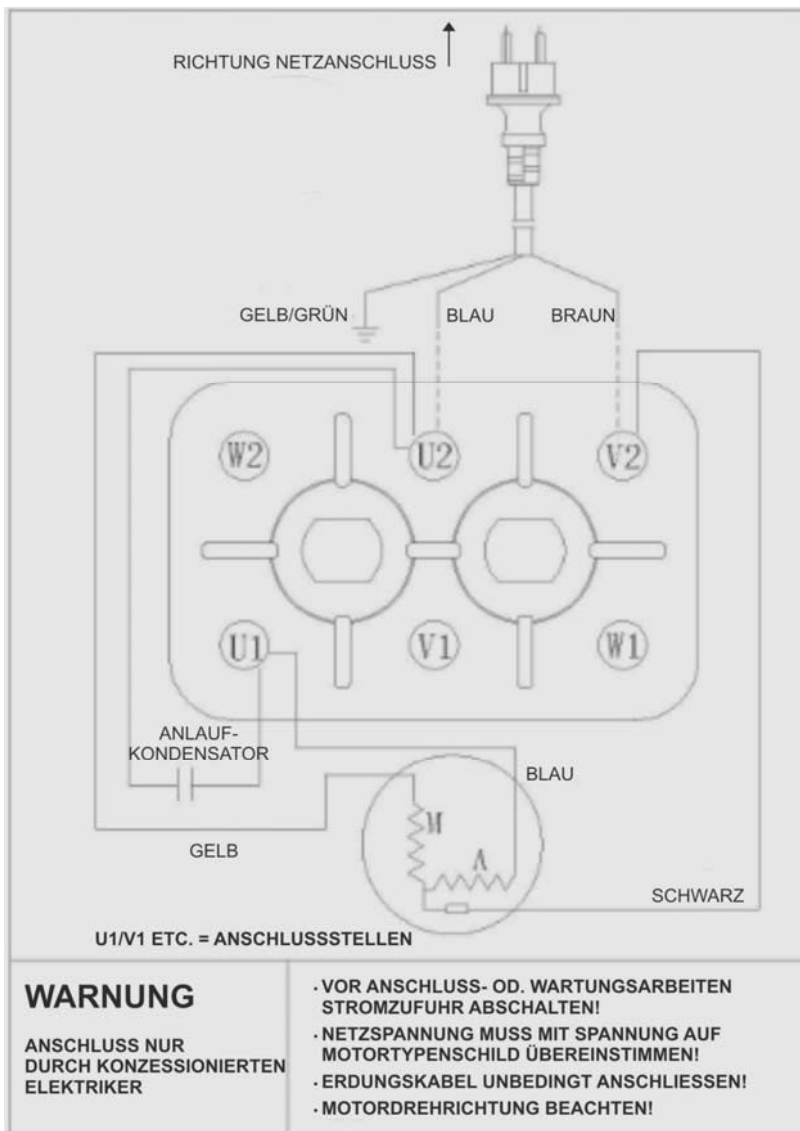 RICHTUNG NETZANSCHLUSS
GELB/GRÜN
BLAU
BRAUN
W2
U2
V2
U1
V1
W1
ANLAUF-
KONDENSATOR
BLAU
M
A
GELB
SCHWARZ
U1/V1 ETC. = ANSCHLUSSSTELLEN
WARNUNG
ANSCHLUSS NUR
DURCH KONZESSIONIERTEN
ELEKTRIKER
· VOR ANSCHLUSS- OD. WARTUNGSARBEITEN
STROMZUFUHR ABSCHALTEN!
· NETZSPANNUNG MUSS MIT SPANNUNG AUF
MOTORTYPENSCHILD ÜBEREINSTIMMEN!
· ERDUNGSKABEL UNBEDINGT ANSCHLIESSEN!
· MOTORDREHRICHTUNG BEACHTEN!